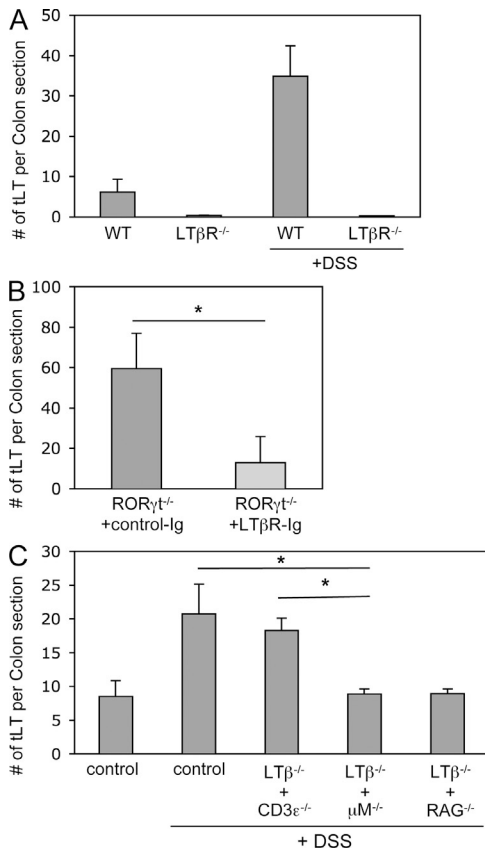 A
# of tLT per Colon section
50
40
30
20
10
0
WT
LTβR-/-
WT
LTβR-/-
+DSS
B
# of tLT per Colon section
100
80
60
40
20
0
*
RORγt-/-
+control-Ig
RORγt-/-
+LTβR-Ig
C
# of tLT per Colon section
30
25
20
15
10
5
0
*
*
control
control
LTβ-/-
+
CD3ε-/-
LTβ-/-
+
μM-/-
LTβ-/-
+
RAG-/-
+ DSS